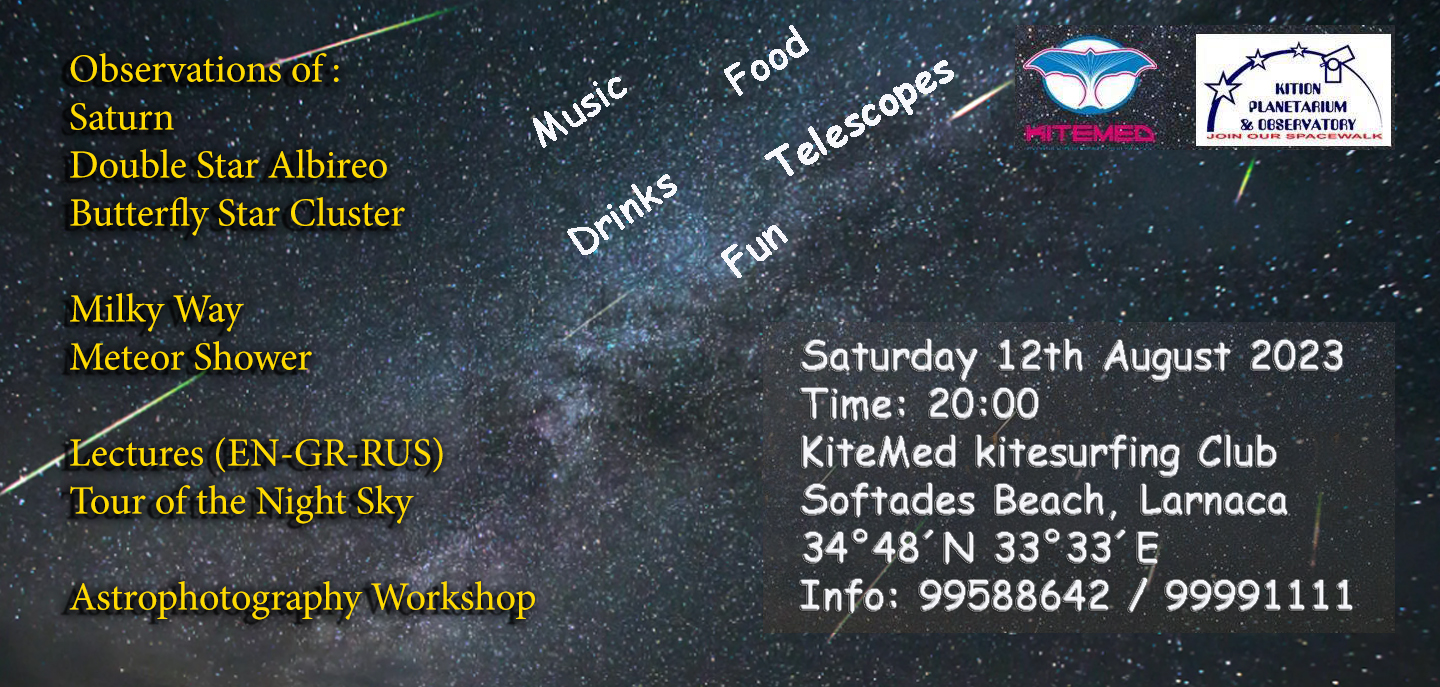 Observations of :
Saturn
Double Star Albireo
Butterfly Star Cluster
Milky Way
Meteor Shower
Lectures (EN-GR-RUS)
Tour of the Night Sky
Astrophotography Workshop
Music
Food
Telescopes
Drinks
Fun
KITEMED
KITION
PLANETARIUM
& OBSERVATORY
JOIN OUR SPACEWALK
Saturday 12th August 2023
Time: 20:00
KiteMed kitesurfing Club
Softades Beach, Larnaca
34°48´N 33°33´E
Info: 99588642 / 99991111